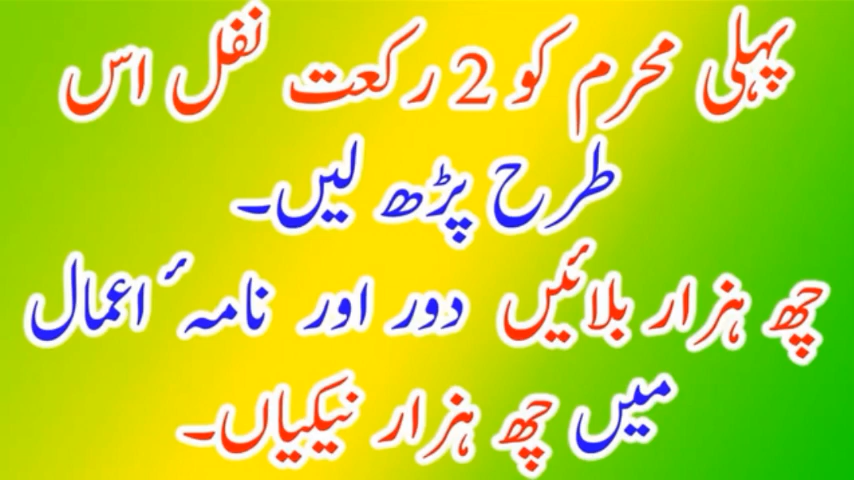 پہلی محرم کو 2 رکعت نفل اس
طرح پڑھ لیں۔
چھ ہزار بلائیں دور اور نامہٴ اعمال
میں چھ ہزار نیکیاں۔